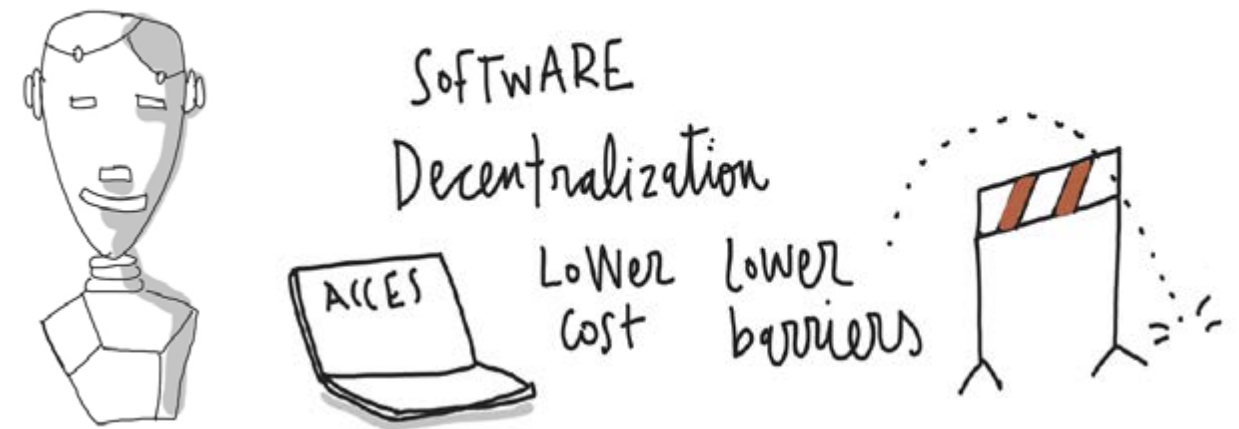 SOFTWARE
Decentralization
ACCES
LOWER lower
cost barriers